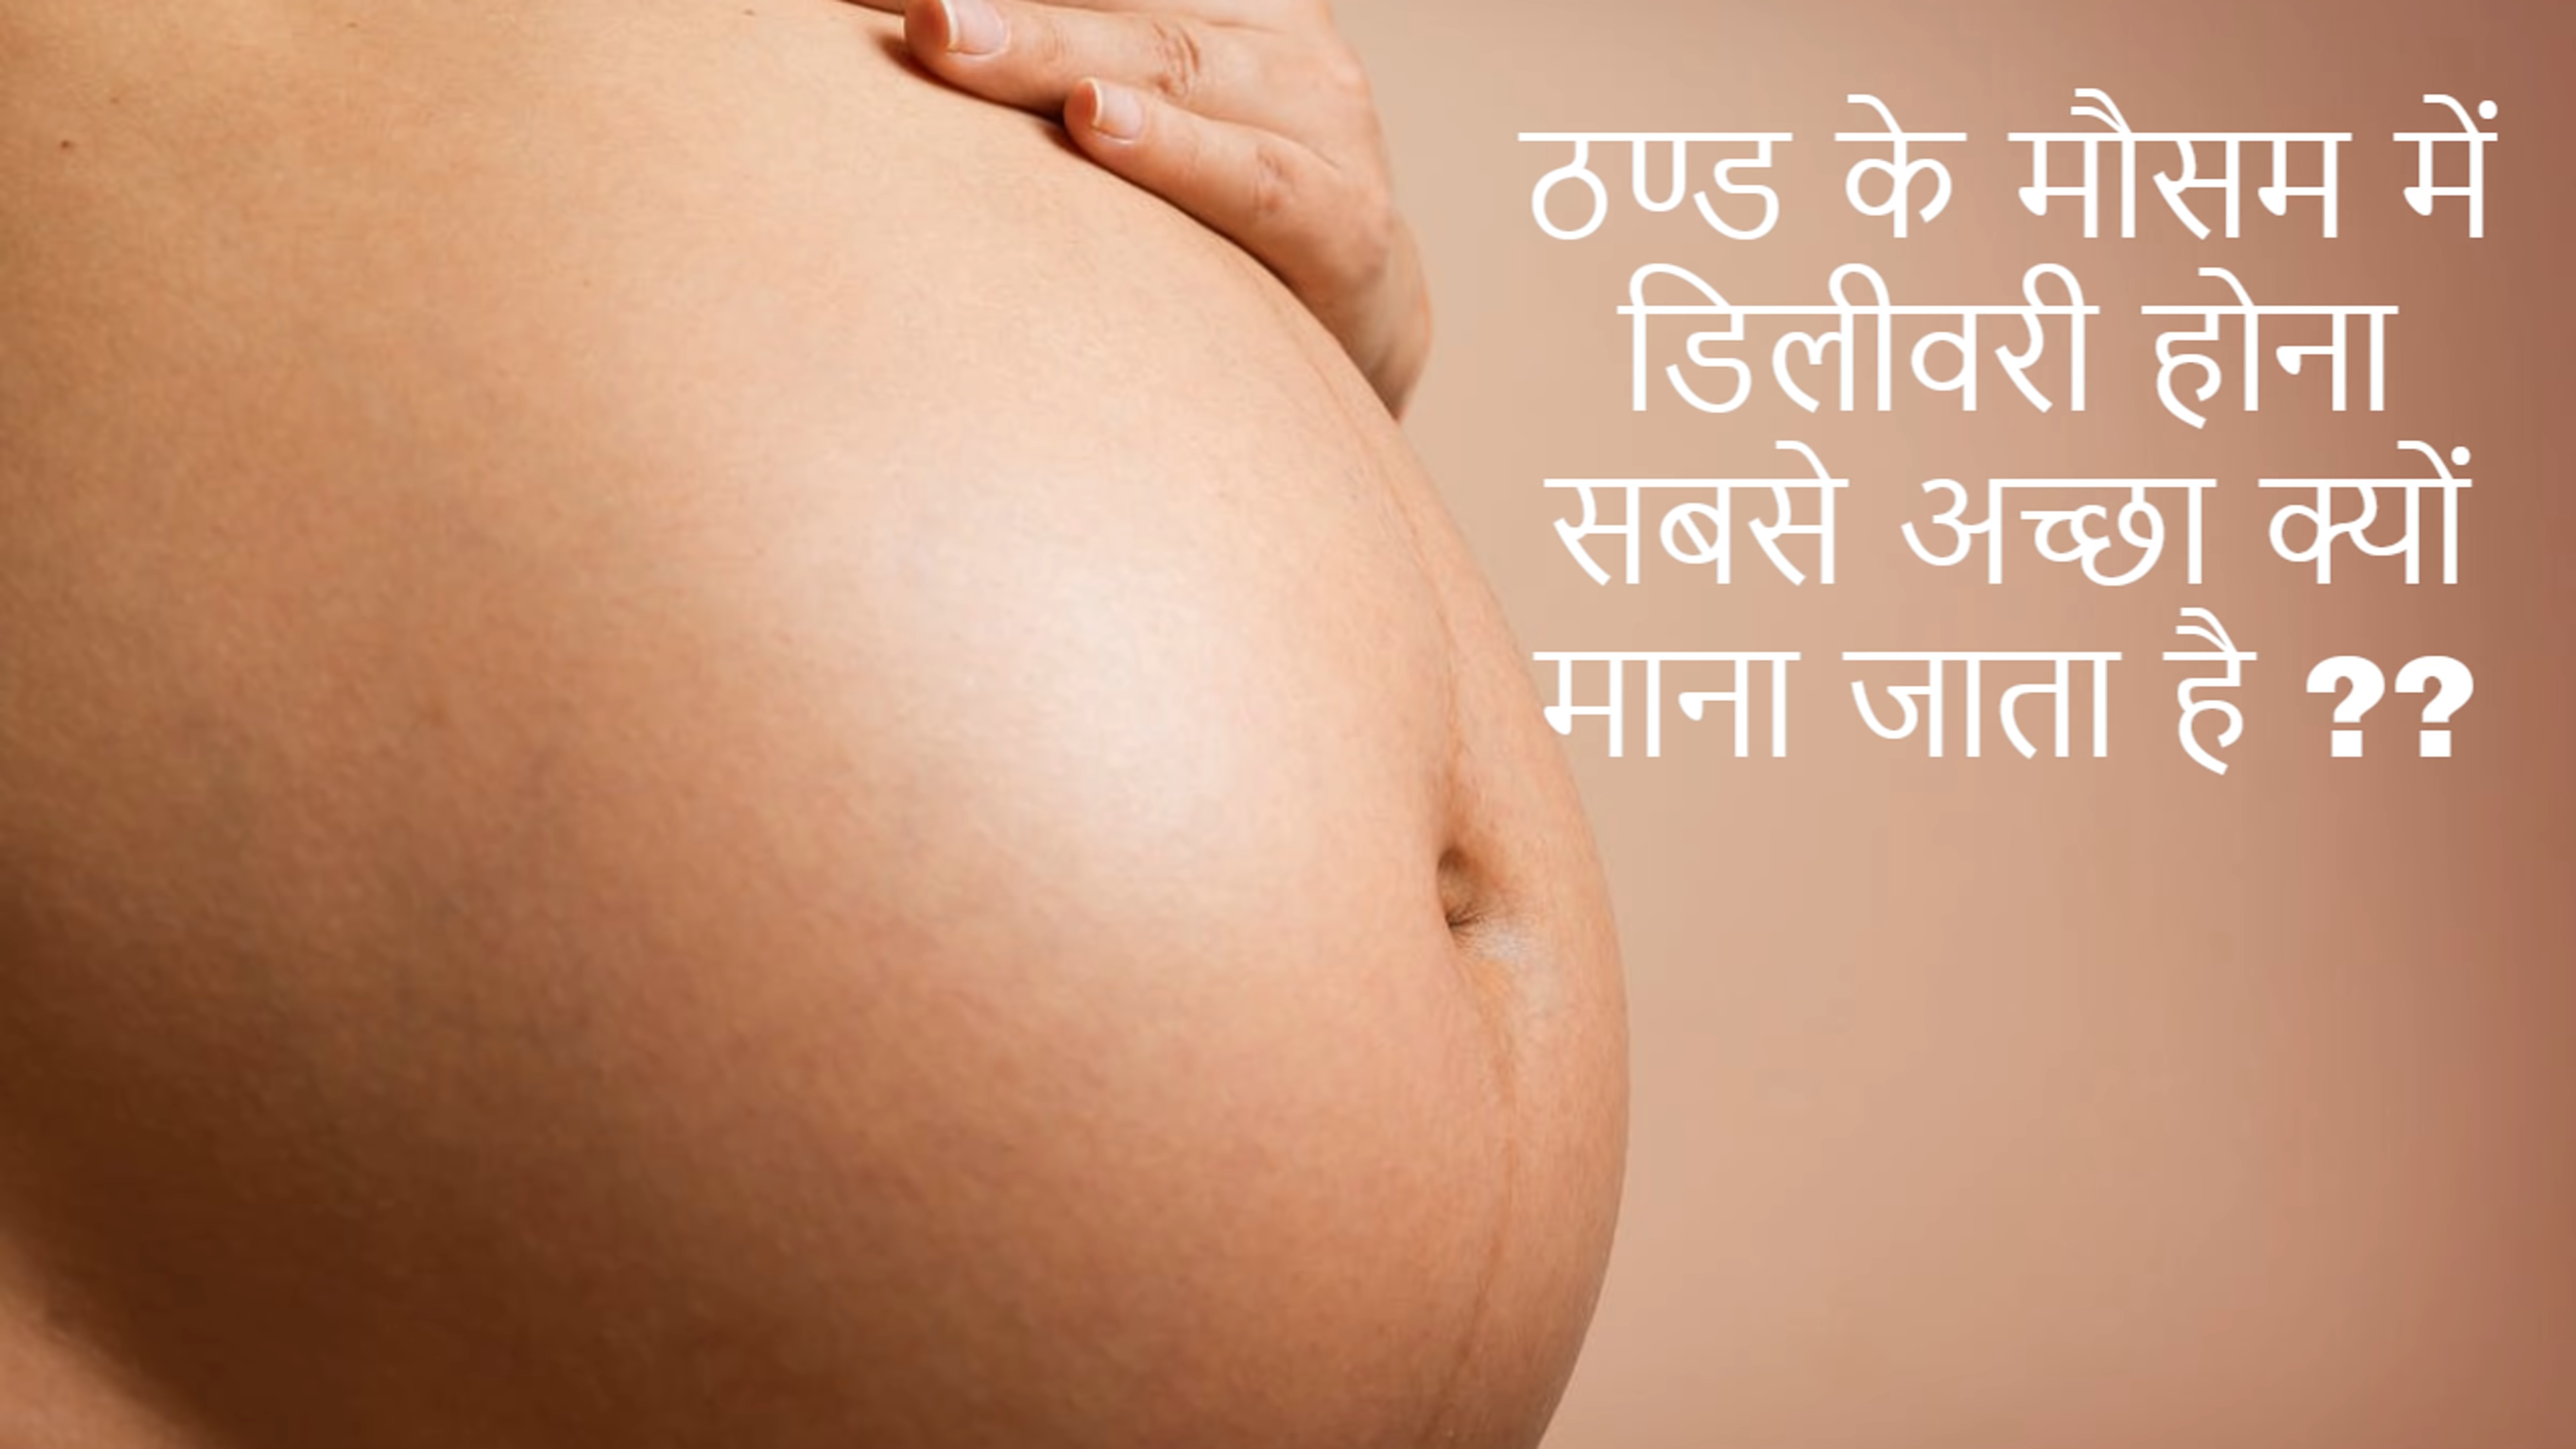 ठण्ड के मौसम में
डिलीवरी होना
सबसे अच्छा क्यों
माना जाता है ??